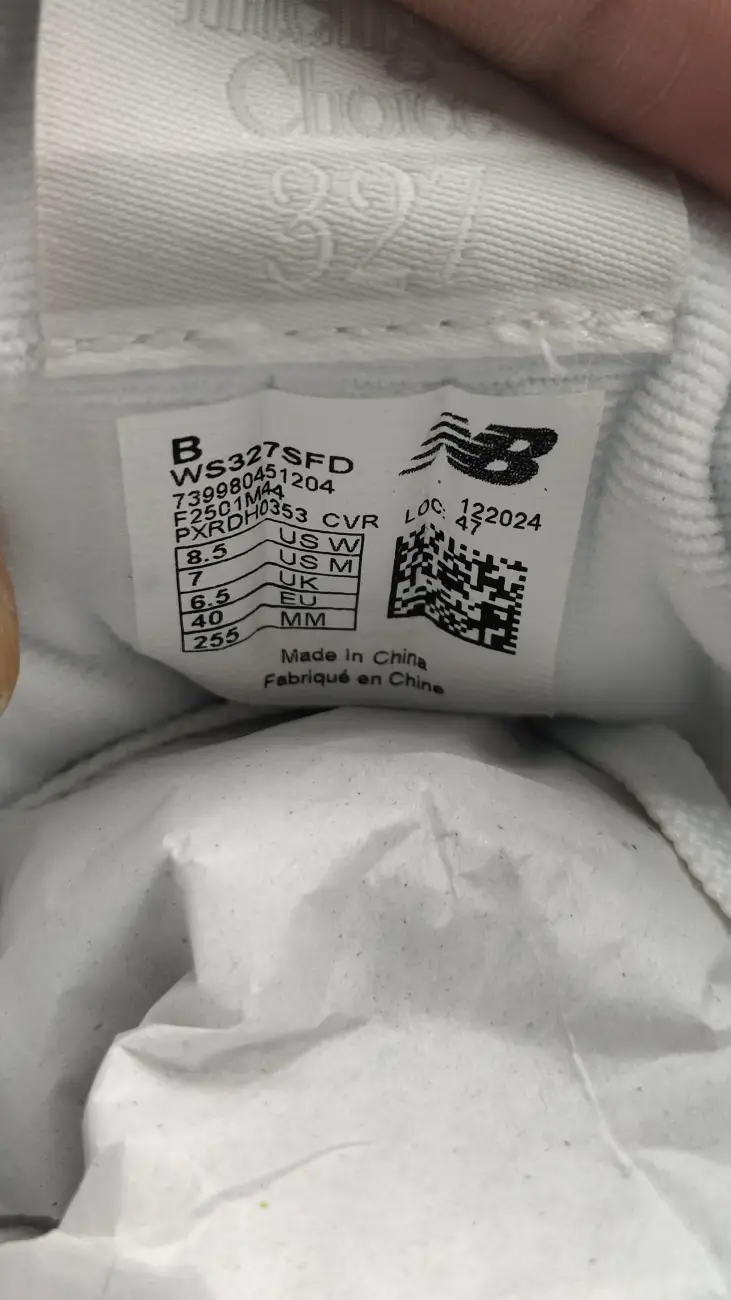 Choice
327
B
WS327SFD
739980451204
F2501M44
PXRDH0353 CVR
8.5 US W
7 US M
6.5 UK
40 EU
255 MM
NB
LOC: 122024
47
Made in China
Fabriqué en Chine